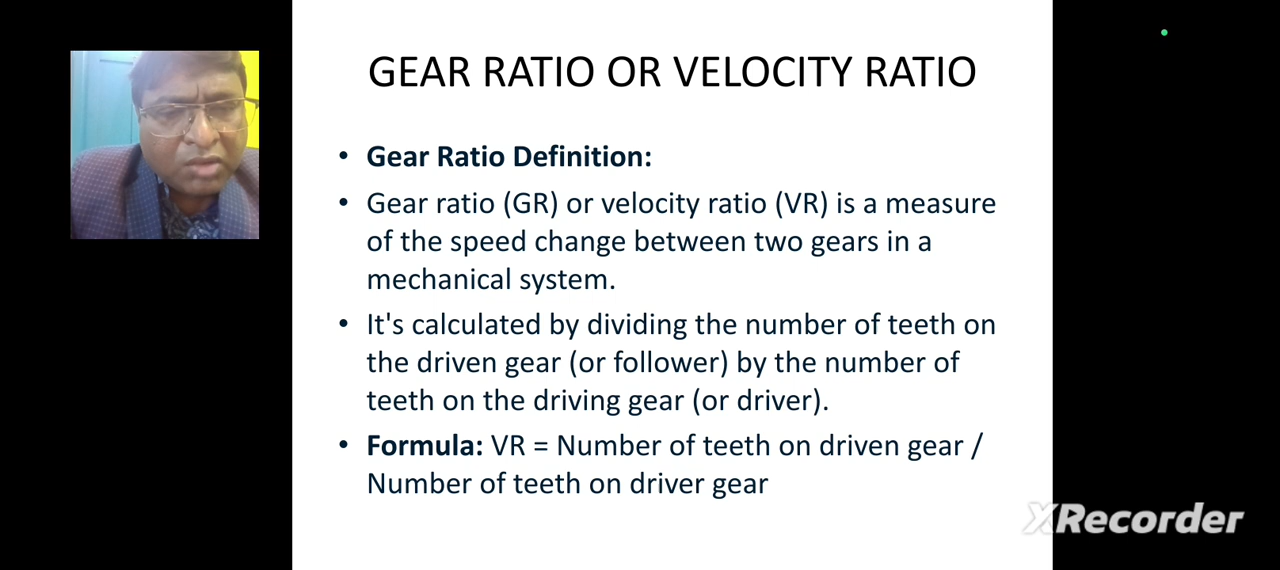 GEAR RATIO OR VELOCITY RATIO
• Gear Ratio Definition:
• Gear ratio (GR) or velocity ratio (VR) is a measure
of the speed change between two gears in a
mechanical system.
• It's calculated by dividing the number of teeth on
the driven gear (or follower) by the number of
teeth on the driving gear (or driver).
• Formula: VR = Number of teeth on driven gear /
Number of teeth on driver gear
XRecorder